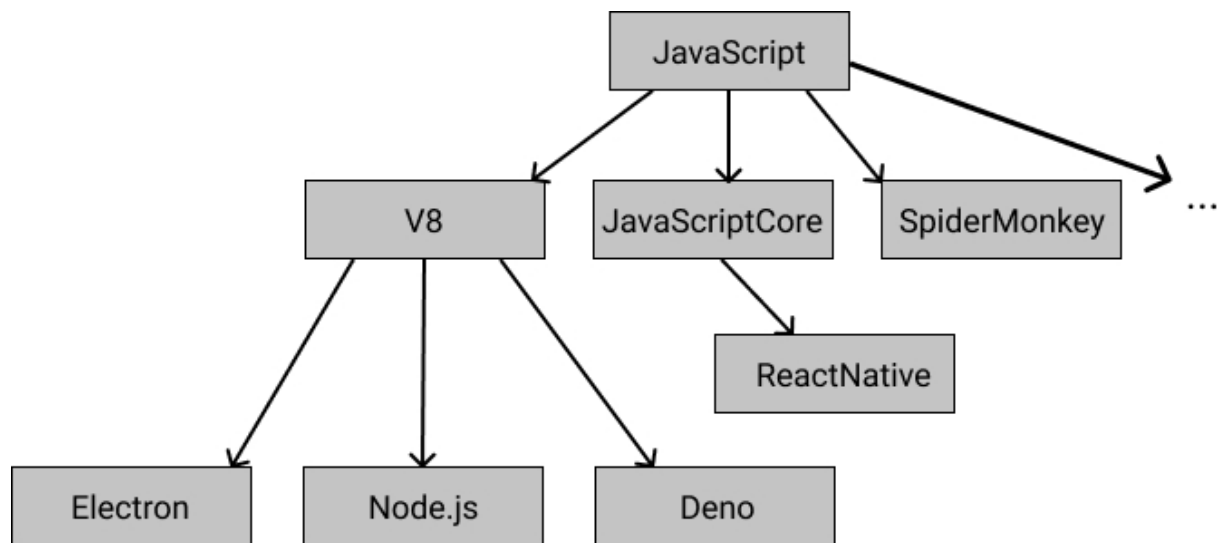 JavaScript
V8
JavaScriptCore
SpiderMonkey
...
ReactNative
Electron
Node.js
Deno